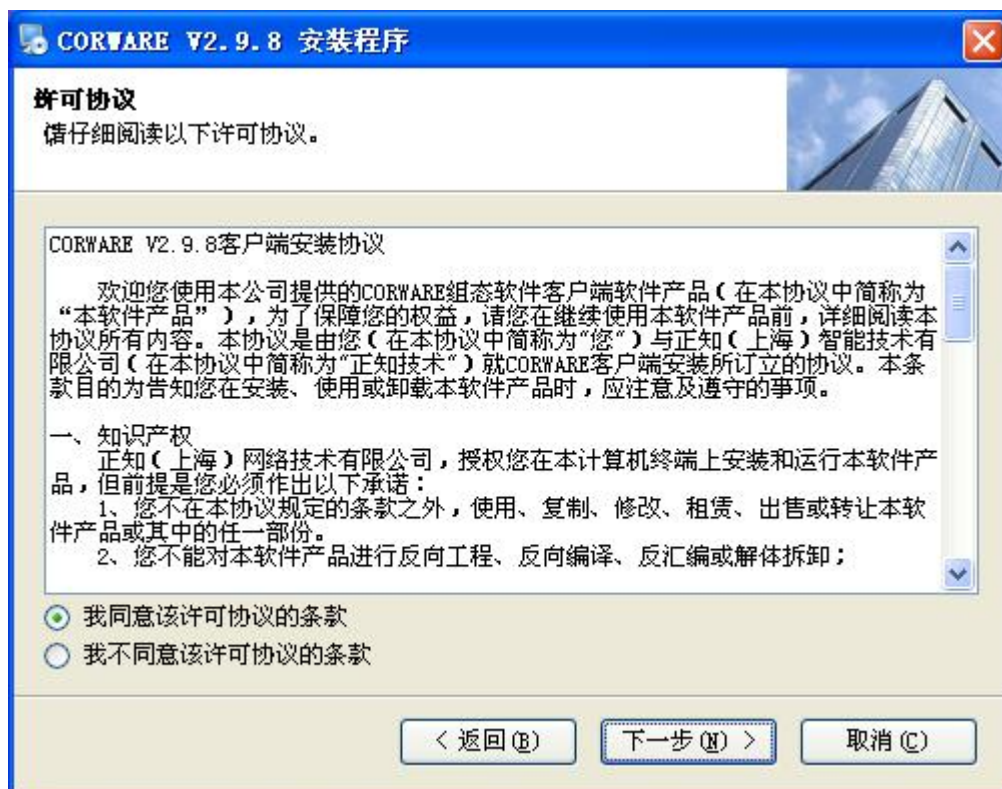 CORWARE V2.9.8 安装程序
许可协议
请仔细阅读以下许可协议。
CORWARE V2.9.8客户端安装协议
欢迎您使用本公司提供的CORWARE组态软件客户端软件产品(在本协议中简称为
“本软件产品”),为了保障您的权益,请您在继续使用本软件产品前,详细阅读本
协议所有内容。本协议是由您(在本协议中简称为"您")与正知(上海)智能技术有
限公司(在本协议中简称为"正知技术")就CORWARE客户端安装所订立的协议。本条
款目的为告知您在安装、使用或卸载本软件产品时,应注意及遵守的事项。
一、知识产权
正知(上海)网络技术有限公司,授权您在本计算机终端上安装和运行本软件产
品,但前提是您必须作出以下承诺:
1、您不在本协议规定的条款之外,使用、复制、修改、租赁、出售或转让本软
件产品或其中的任一部份。
2、您不能对本软件产品进行反向工程、反向编译、反汇编或解体拆卸;
我同意该许可协议的条款
我不同意该许可协议的条款
< 返回(B)
下一步(N) >
取消(C)